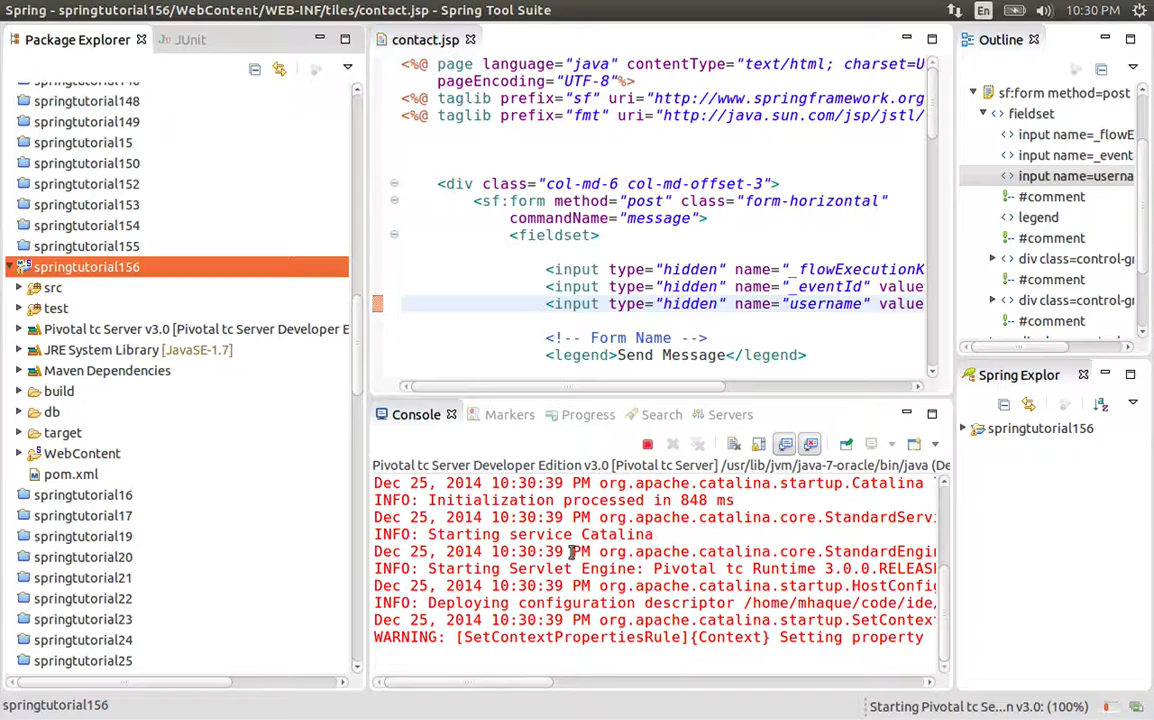 Spring - springtutorial156/WebContent/WEB-INF/tiles/contact.jsp - Spring Tool Suite
En
10:30 PM
Package Explorer
JUnit
springtutorial148
springtutorial149
springtutorial15
springtutorial150
springtutorial152
springtutorial153
springtutorial154
springtutorial155
springtutorial156
src
test
Pivotal tc Server v3.0 [Pivotal tc Server Developer E
JRE System Library [JavaSE-1.7]
Maven Dependencies
build
db
target
WebContent
pom.xml
springtutorial16
springtutorial17
springtutorial19
springtutorial20
springtutorial21
springtutorial22
springtutorial23
springtutorial24
springtutorial25
contact.jsp
<%@ page language="java" contentType="text/html; charset=U
pageEncoding="UTF-8"%>
<%@ taglib prefix="sf" uri="http://www.springframework.org
<%@ taglib prefix="fmt" uri="http://java.sun.com/jsp/jstl/
<div class="col-md-6 col-md-offset-3">
<sf:form method="post" class="form-horizontal"
commandName="message">
<fieldset>
<input type="hidden" name="_flowExecutionK
<input type="hidden" name="_eventId" value
<input type="hidden" name="username" value
<!-- Form Name -->
<legend>Send Message</legend>
Console
Markers
Progress
Search
Servers
Pivotal tc Server Developer Edition v3.0 [Pivotal tc Server] /usr/lib/jvm/java-7-oracle/bin/java (De
Dec 25, 2014 10:30:39 PM org.apache.catalina.startup.Catalina
INFO: Initialization processed in 848 ms
Dec 25, 2014 10:30:39 PM org.apache.catalina.core.StandardServi
INFO: Starting service Catalina
Dec 25, 2014 10:30:39 PM org.apache.catalina.core.StandardEngin
INFO: Starting Servlet Engine: Pivotal tc Runtime 3.0.0.RELEAS
Dec 25, 2014 10:30:39 PM org.apache.catalina.startup.HostConfig
INFO: Deploying configuration descriptor /home/mhaque/code/ide/
Dec 25, 2014 10:30:39 PM org.apache.catalina.startup.SetContext
WARNING: [SetContextPropertiesRule]{Context} Setting property
Outline
sf:form method=post
fieldset
input name=_flowE
input name=_event
input name=userna
#comment
legend
#comment
div class=control-gr
#comment
div class=control-gr
#comment
Spring Explor
springtutorial156
springtutorial156
Starting Pivotal tc Se...n v3.0: (100%)